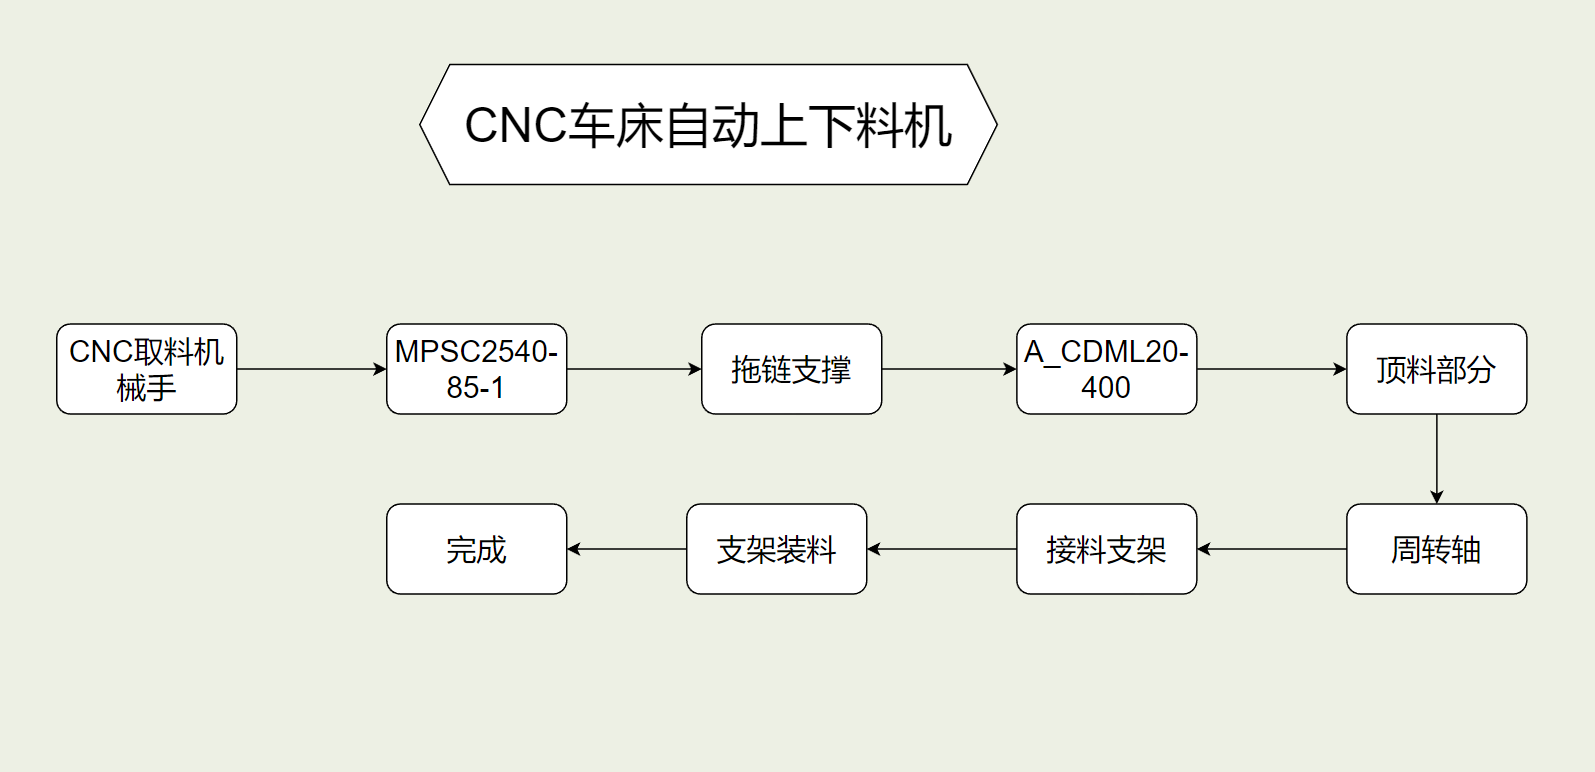 CNC车床自动上下料机
CNC取料机
械手
MPSC2540-
85-1
拖链支撑
A_CDML20-
400
顶料部分
完成
支架装料
接料支架
周转轴